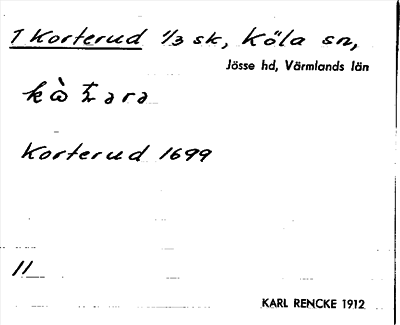 1 Korterud 1/3 sk, Köla sn,
Jösse hd, Värmlands län
Korterud 1699
11
KARL RENCKE 1912